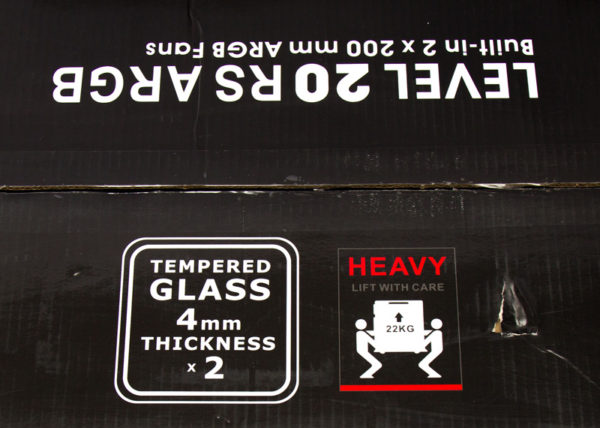 LEVEL 20 RS ARGB
Built-in 2 x 200 mm ARGB Fans
TEMPERED
GLASS
4mm
THICKNESS
x 2
HEAVY
LIFT WITH CARE
22KG